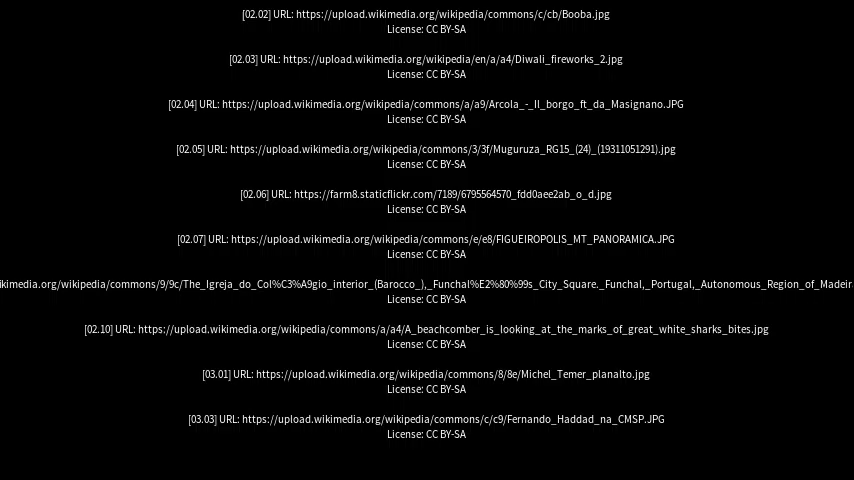 [02.02] URL: https://upload.wikimedia.org/wikipedia/commons/c/cb/Booba.jpg
License: CC BY-SA
[02.03] URL: https://upload.wikimedia.org/wikipedia/en/a/a4/Diwali_fireworks_2.jpg
License: CC BY-SA
[02.04] URL: https://upload.wikimedia.org/wikipedia/commons/a/a9/Arcola_-_Il_borgo_ft_da_Masignano.JPG
License: CC BY-SA
[02.05] URL: https://upload.wikimedia.org/wikipedia/commons/3/3f/Muguruza_RG15_(24)_(19311051291).jpg
License: CC BY-SA
[02.06] URL: https://farm8.staticflickr.com/7189/6795564570_fdd0aee2ab_o_d.jpg
License: CC BY-SA
[02.07] URL: https://upload.wikimedia.org/wikipedia/commons/e/e8/FIGUEIROPOLIS_MT_PANORAMICA.JPG
License: CC BY-SA
ikimedia.org/wikipedia/commons/9/9c/The_Igreja_do_Col%C3%A9gio_interior_(Barocco_),_Funchal%E2%80%99s_City_Square._Funchal,_Portugal,_Autonomous_Region_of_Madeir
License: CC BY-SA
[02.10] URL: https://upload.wikimedia.org/wikipedia/commons/a/a4/A_beachcomber_is_looking_at_the_marks_of_great_white_sharks_bites.jpg
License: CC BY-SA
[03.01] URL: https://upload.wikimedia.org/wikipedia/commons/8/8e/Michel_Temer_planalto.jpg
License: CC BY-SA
[03.03] URL: https://upload.wikimedia.org/wikipedia/commons/c/c9/Fernando_Haddad_na_CMSP.JPG
License: CC BY-SA